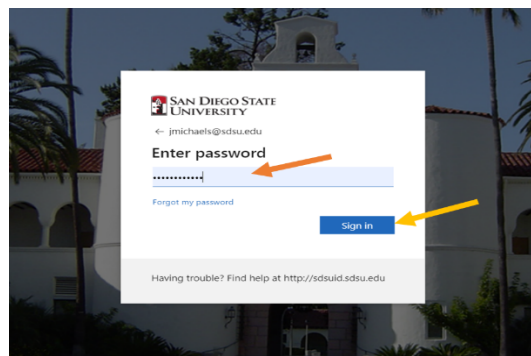 SAN DIEGO STATE
UNIVERSITY
← jmichaels@sdsu.edu
Enter password
••••••••••••
Forgot my password
Sign in
Having trouble? Find help at http://sdsuid.sdsu.edu